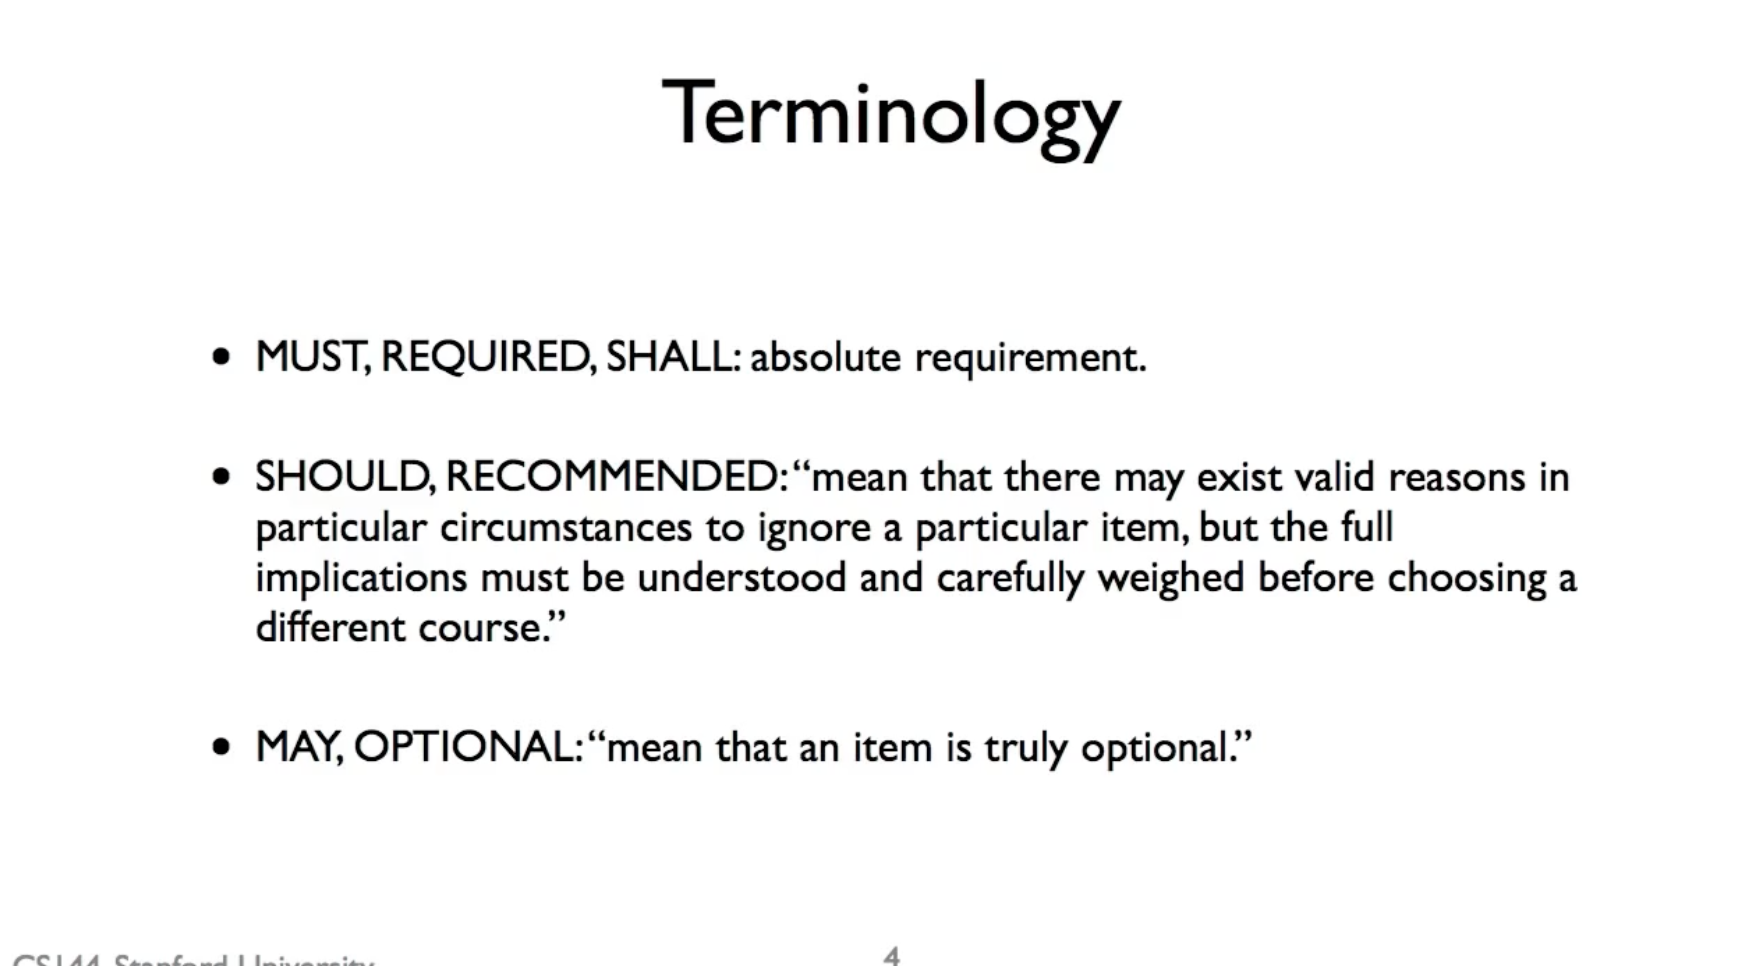 Terminology
• MUST, REQUIRED, SHALL: absolute requirement.
• SHOULD, RECOMMENDED: “mean that there may exist valid reasons in
particular circumstances to ignore a particular item, but the full
implications must be understood and carefully weighed before choosing a
different course.”
• MAY, OPTIONAL: “mean that an item is truly optional.”
CS144, Stanford University
4